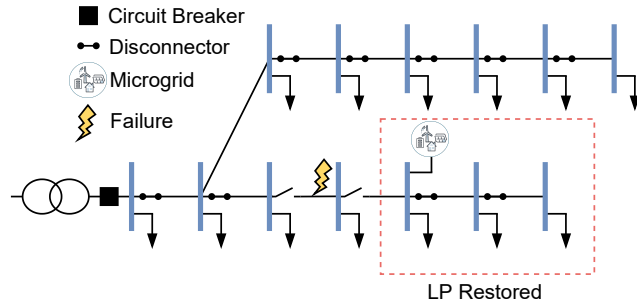 Circuit Breaker
Disconnector
Microgrid
Failure
LP Restored